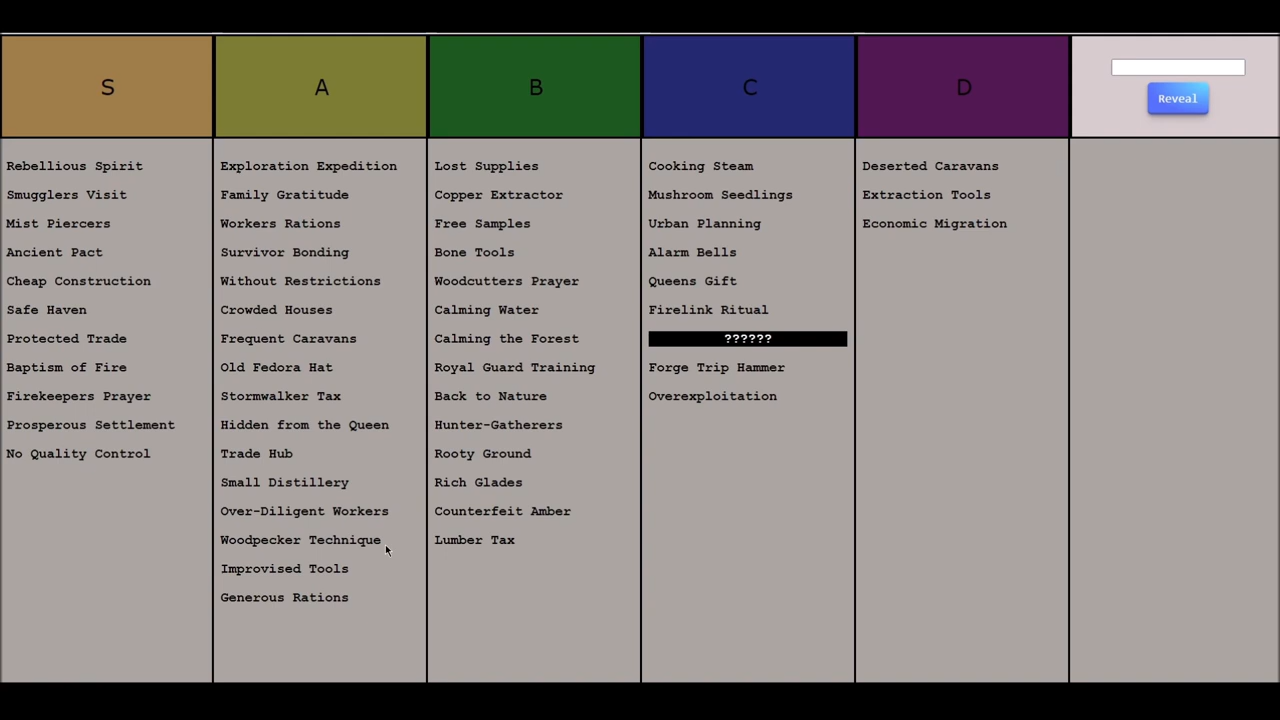 S
A
B
C
D
Reveal
Rebellious Spirit
Smugglers Visit
Mist Piercers
Ancient Pact
Cheap Construction
Safe Haven
Protected Trade
Baptism of Fire
Firekeepers Prayer
Prosperous Settlement
No Quality Control
Exploration Expedition
Family Gratitude
Workers Rations
Survivor Bonding
Without Restrictions
Crowded Houses
Frequent Caravans
Old Fedora Hat
Stormwalker Tax
Hidden from the Queen
Trade Hub
Small Distillery
Over-Diligent Workers
Woodpecker Technique
Improvised Tools
Generous Rations
Lost Supplies
Copper Extractor
Free Samples
Bone Tools
Woodcutters Prayer
Calming Water
Calming the Forest
Royal Guard Training
Back to Nature
Hunter-Gatherers
Rooty Ground
Rich Glades
Counterfeit Amber
Lumber Tax
Cooking Steam
Mushroom Seedlings
Urban Planning
Alarm Bells
Queens Gift
Firelink Ritual
??????
Forge Trip Hammer
Overexploitation
Deserted Caravans
Extraction Tools
Economic Migration